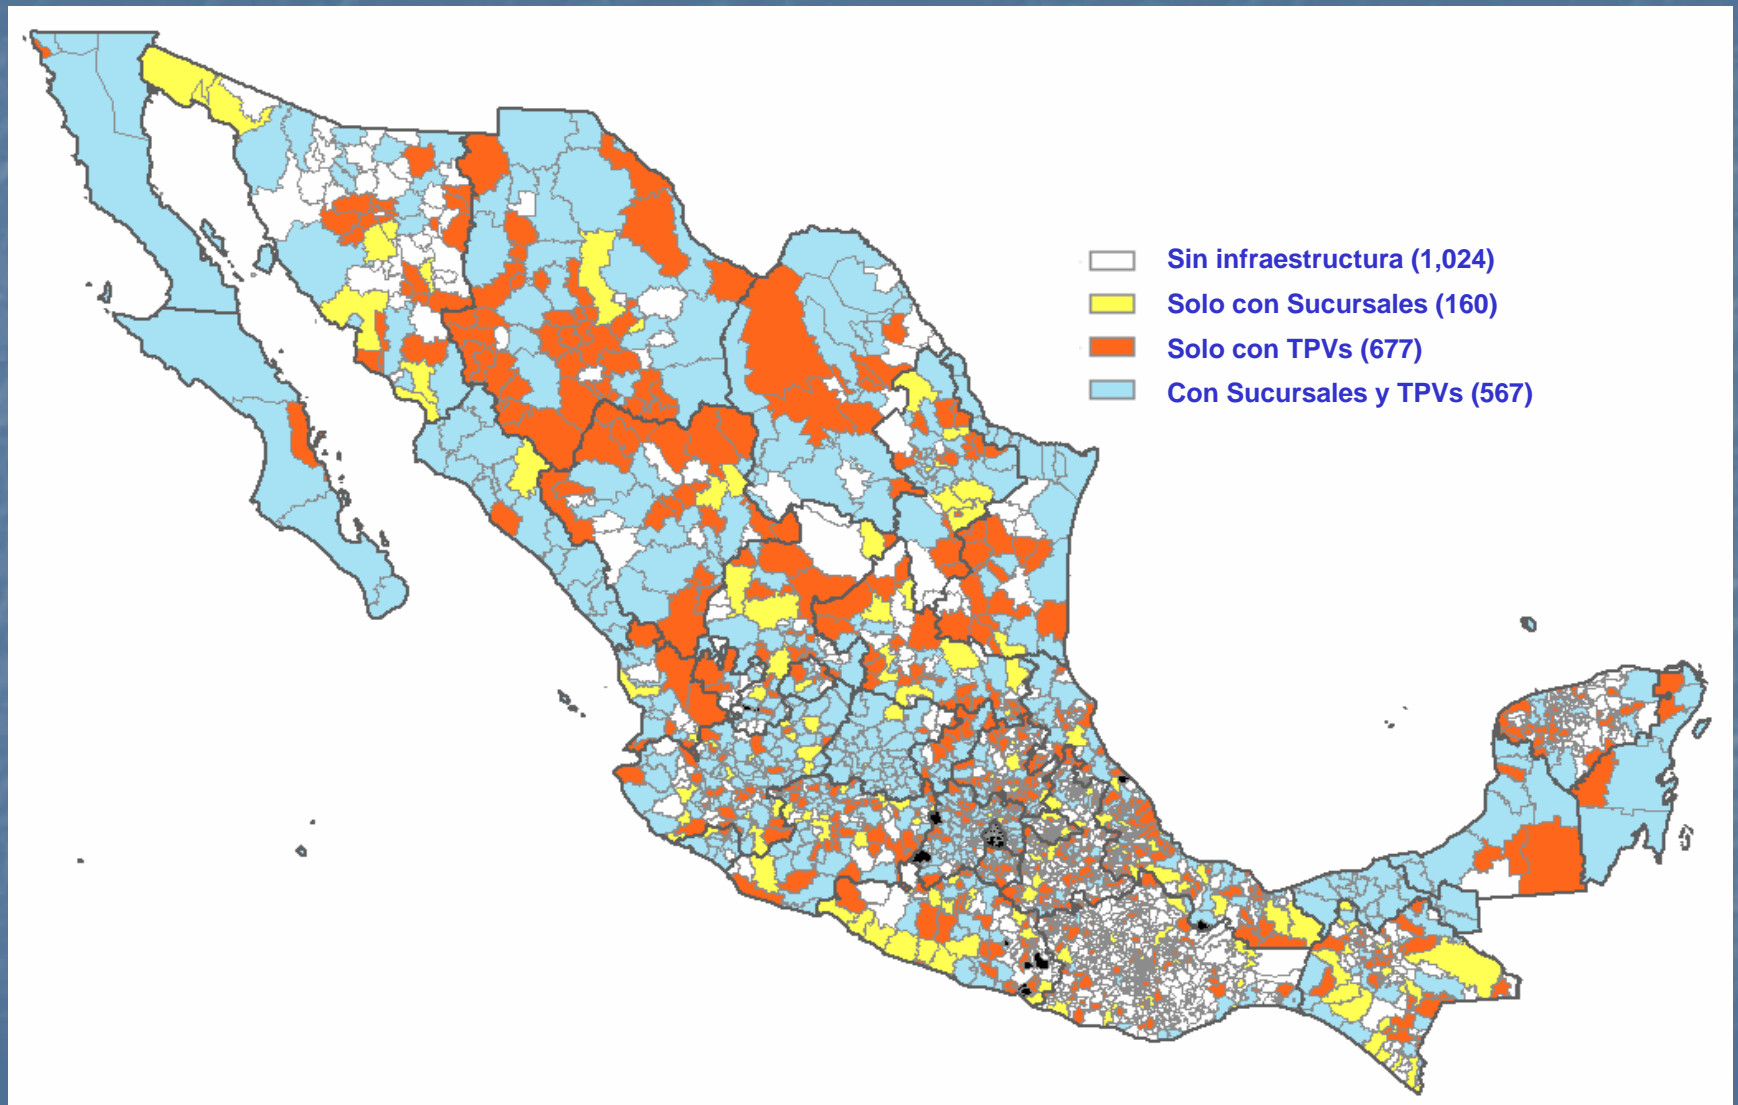 Sin infraestructura (1,024)
Solo con Sucursales (160)
Solo con TPVs (677)
Con Sucursales y TPVs (567)